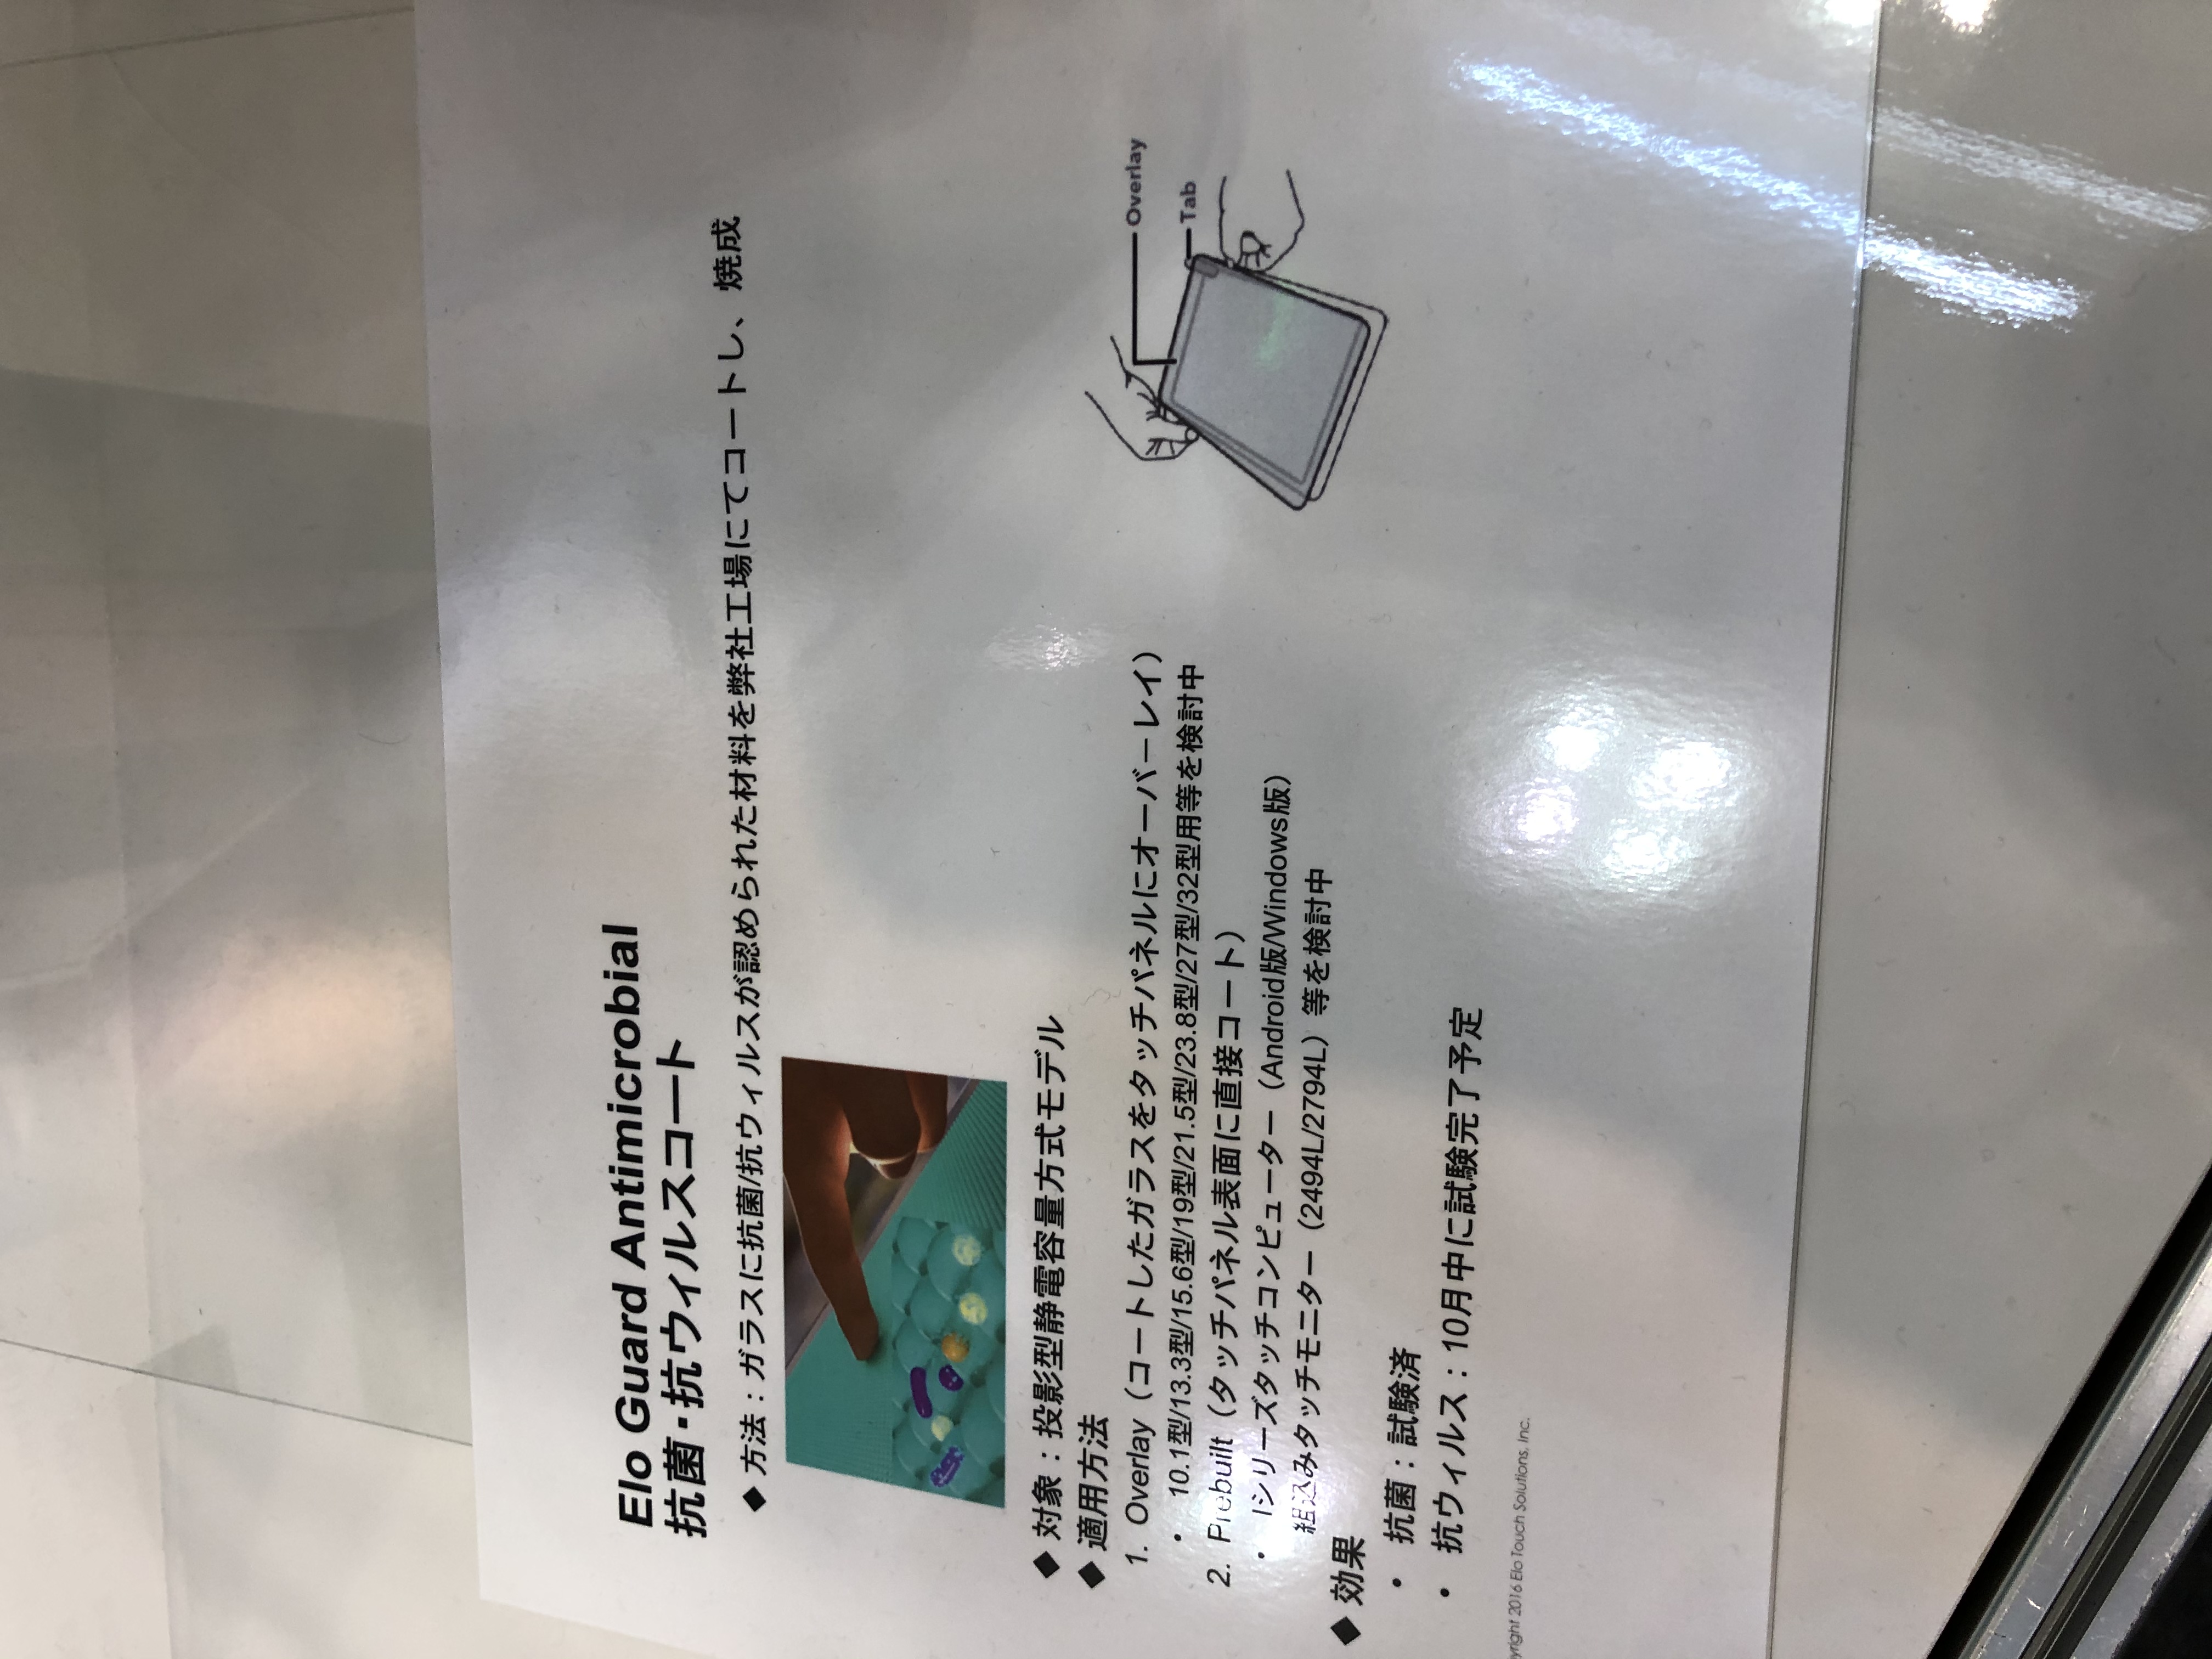 Elo Guard Antimicrobial
抗菌・抗ウィルスコート
◆ 方法：ガラスに抗菌/抗ウィルスが認められた材料を弊社工場にてコートし、焼成
◆ 対象：投影型静電容量方式モデル
◆ 適用方法
1. Overlay（コートしたガラスをタッチパネルにオーバーレイ）
• 10.1型/13.3型/15.6型/19型/21.5型/23.8型/27型/32型用等を検討中
2. Prebuilt（タッチパネル表面に直接コート）
• Iシリーズタッチコンピューター（Android版/Windows版）
組込みタッチモニター（2494L/2794L）等を検討中
◆ 効果
• 抗菌：試験済
• 抗ウィルス：10月中に試験完了予定
Overlay
Tab
yright 2016 Elo Touch Solutions, Inc.